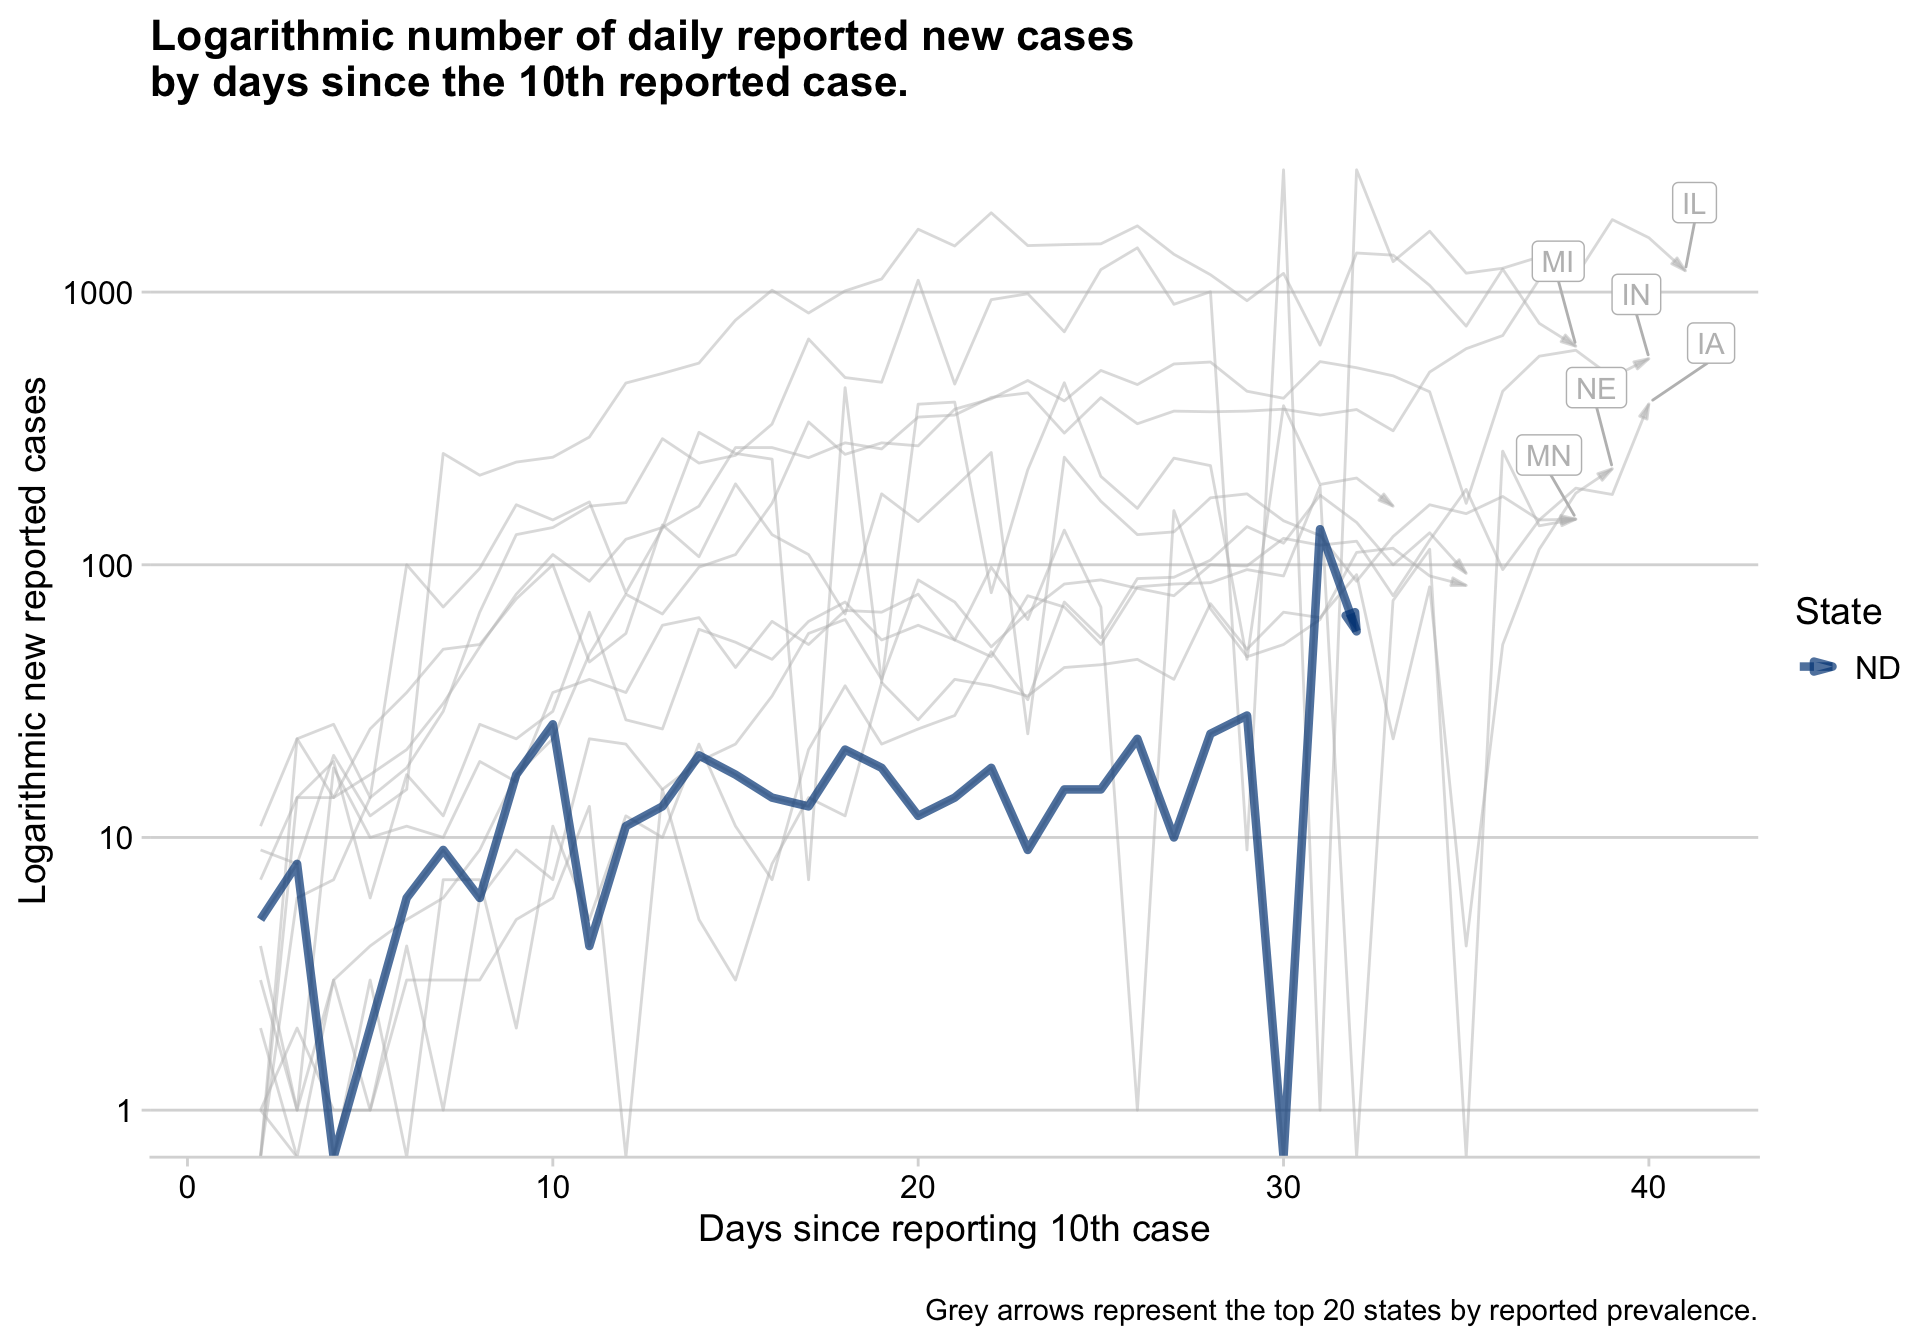 Logarithmic number of daily reported new cases
by days since the 10th reported case.
Logarithmic new reported cases
1000
100
10
1
IL
MI
IN
IA
NE
MN
State
ND
0
10
20
30
40
Days since reporting 10th case
Grey arrows represent the top 20 states by reported prevalence.